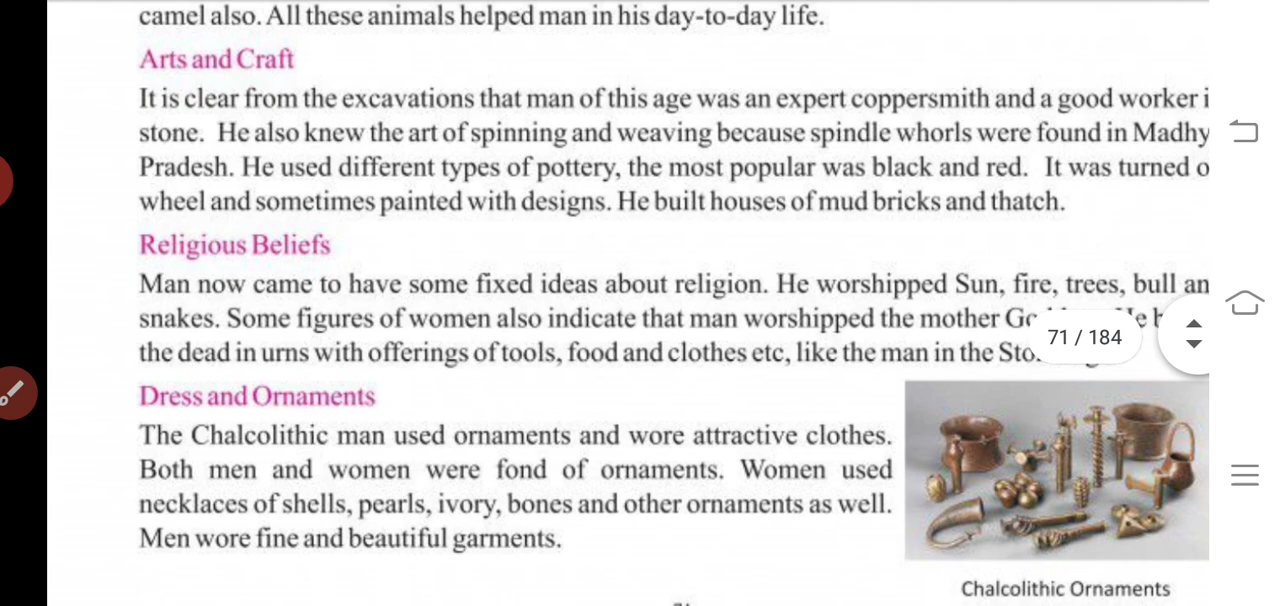 camel also. All these animals helped man in his day-to-day life.
Arts and Craft
It is clear from the excavations that man of this age was an expert coppersmith and a good worker i
stone. He also knew the art of spinning and weaving because spindle whorls were found in Madhy
Pradesh. He used different types of pottery, the most popular was black and red. It was turned o
wheel and sometimes painted with designs. He built houses of mud bricks and thatch.
Religious Beliefs
Man now came to have some fixed ideas about religion. He worshipped Sun, fire, trees, bull an
snakes. Some figures of women also indicate that man worshipped the mother
71 / 184
the dead in urns with offerings of tools, food and clothes etc, like the man in the
Dress and Ornaments
The Chalcolithic man used ornaments and wore attractive clothes.
Both men and women were fond of ornaments. Women used
necklaces of shells, pearls, ivory, bones and other ornaments as well.
Men wore fine and beautiful garments.
Chalcolithic Ornaments